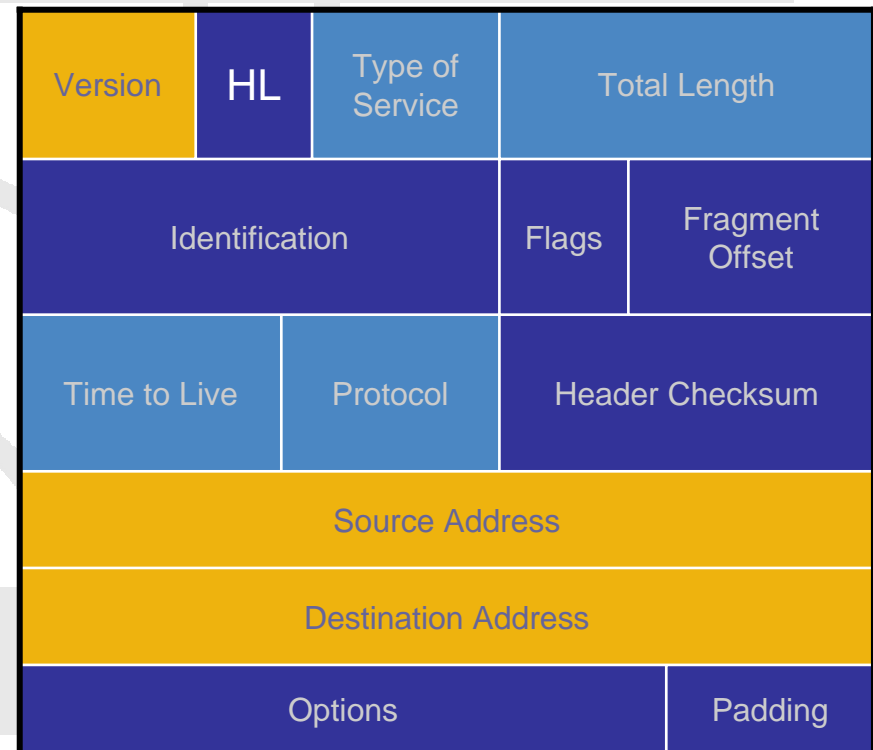 Version HL Type of Service Total Length
Identification Flags Fragment Offset
Time to Live Protocol Header Checksum
Source Address
Destination Address
Options Padding